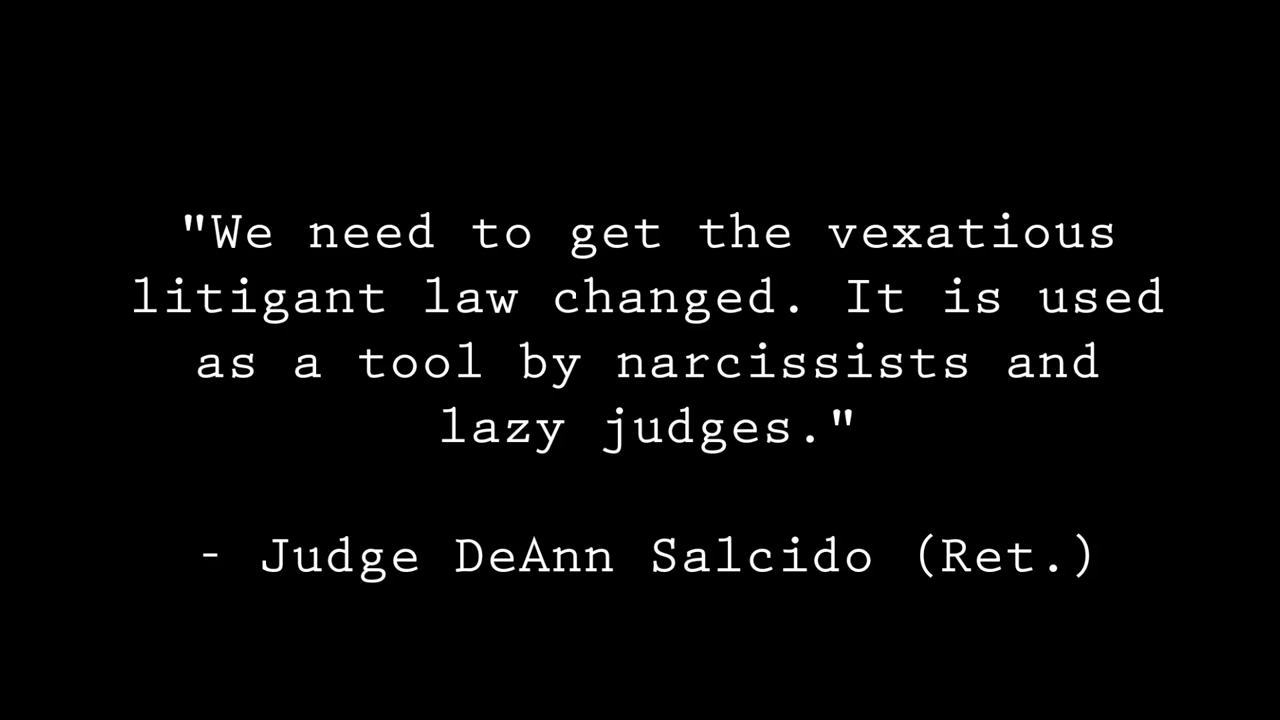 "We need to get the vexatious
litigant law changed. It is used
as a tool by narcissists and
lazy judges."
- Judge DeAnn Salcido (Ret.)